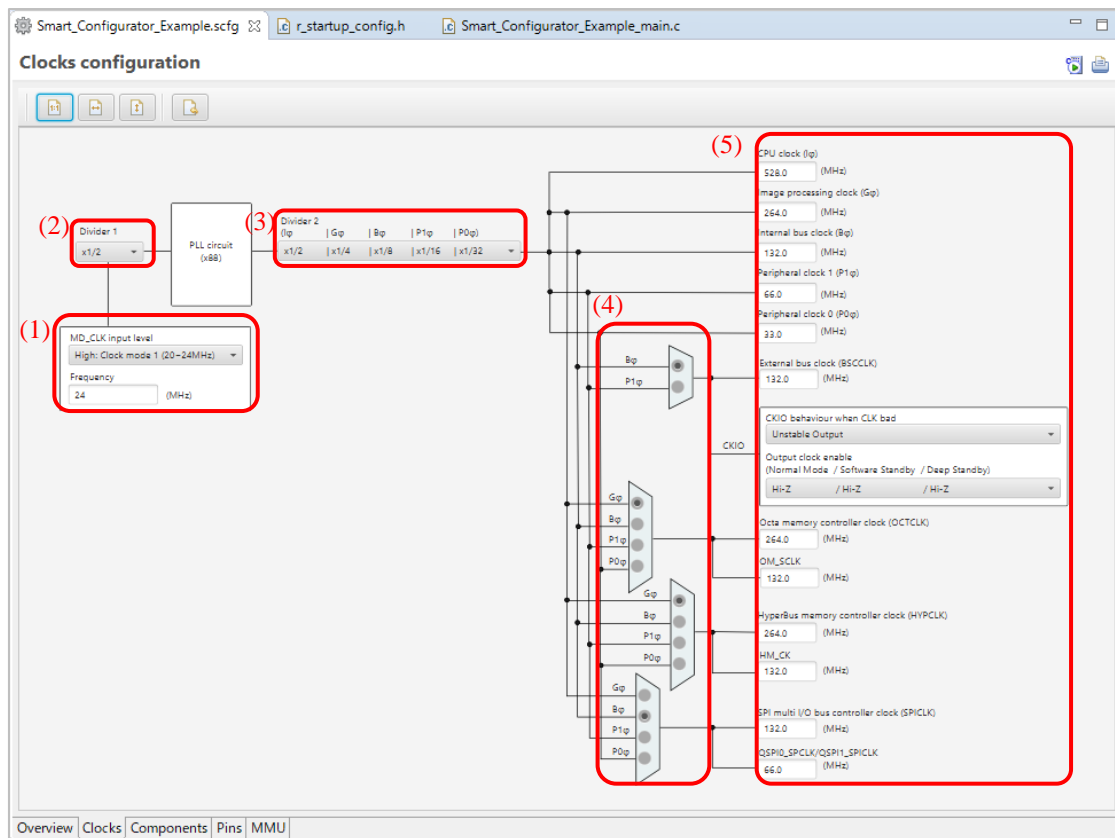 Smart_Configurator_Example.scfg
r_startup_config.h
Smart_Configurator_Example_main.c
Clocks configuration
(1)
MD_CLK input level
High: Clock mode 1 (20-24MHz)
Frequency
24 (MHz)
(2)
Divider 1
x1/2
PLL circuit
(x88)
(3)
Divider 2
(Iφ |Gφ |Bφ |P1φ |P0φ)
x1/2 |x1/4 |x1/8 |x1/16 |x1/32
(4)
Bφ
P1φ
CKIO
Gφ
Bφ
P1φ
P0φ
Gφ
Bφ
P1φ
P0φ
Gφ
Bφ
P1φ
P0φ
(5)
CPU clock (Iφ)
528.0 (MHz)
Image processing clock (Gφ)
264.0 (MHz)
Internal bus clock (Bφ)
132.0 (MHz)
Peripheral clock 1 (P1φ)
66.0 (MHz)
Peripheral clock 0 (P0φ)
33.0 (MHz)
External bus clock (BSCCLK)
132.0 (MHz)
CKIO behaviour when CLK bad
Unstable Output
Output clock enable
(Normal Mode / Software Standby / Deep Standby)
Hi-Z / Hi-Z / Hi-Z
Octa memory controller clock (OCTCLK)
264.0 (MHz)
OM_SCLK
132.0 (MHz)
HyperBus memory controller clock (HYPCLK)
264.0 (MHz)
HM_CK
132.0 (MHz)
SPI multi I/O bus controller clock (SPICLK)
132.0 (MHz)
QSPI0_SPCLK/QSPI1_SPICLK
66.0 (MHz)
Overview Clocks Components Pins MMU